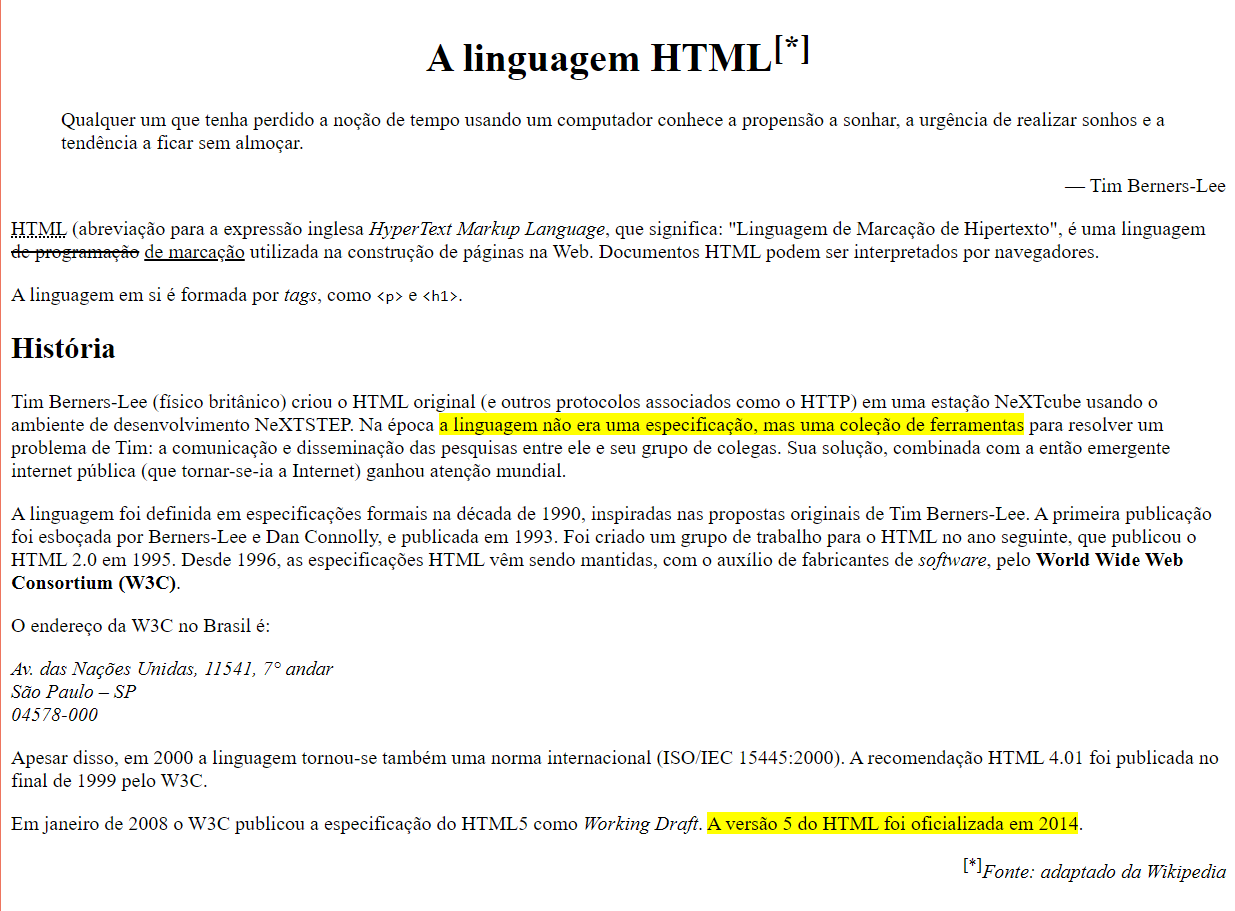 A linguagem HTML[*]
Qualquer um que tenha perdido a noção de tempo usando um computador conhece a propensão a sonhar, a urgência de realizar sonhos e a
tendência a ficar sem almoçar.
— Tim Berners-Lee
HTML (abreviação para a expressão inglesa HyperText Markup Language, que significa: "Linguagem de Marcação de Hipertexto", é uma linguagem
de programação de marcação utilizada na construção de páginas na Web. Documentos HTML podem ser interpretados por navegadores.
A linguagem em si é formada por tags, como <p> e <h1>.
História
Tim Berners-Lee (físico britânico) criou o HTML original (e outros protocolos associados como o HTTP) em uma estação NeXTcube usando o
ambiente de desenvolvimento NeXTSTEP. Na época a linguagem não era uma especificação, mas uma coleção de ferramentas para resolver um
problema de Tim: a comunicação e disseminação das pesquisas entre ele e seu grupo de colegas. Sua solução, combinada com a então emergente
internet pública (que tornar-se-ia a Internet) ganhou atenção mundial.
A linguagem foi definida em especificações formais na década de 1990, inspiradas nas propostas originais de Tim Berners-Lee. A primeira publicação
foi esboçada por Berners-Lee e Dan Connolly, e publicada em 1993. Foi criado um grupo de trabalho para o HTML no ano seguinte, que publicou o
HTML 2.0 em 1995. Desde 1996, as especificações HTML vêm sendo mantidas, com o auxílio de fabricantes de software, pelo World Wide Web
Consortium (W3C).
O endereço da W3C no Brasil é:
Av. das Nações Unidas, 11541, 7° andar
São Paulo – SP
04578-000
Apesar disso, em 2000 a linguagem tornou-se também uma norma internacional (ISO/IEC 15445:2000). A recomendação HTML 4.01 foi publicada no
final de 1999 pelo W3C.
Em janeiro de 2008 o W3C publicou a especificação do HTML5 como Working Draft. A versão 5 do HTML foi oficializada em 2014.
[*]Fonte: adaptado da Wikipedia